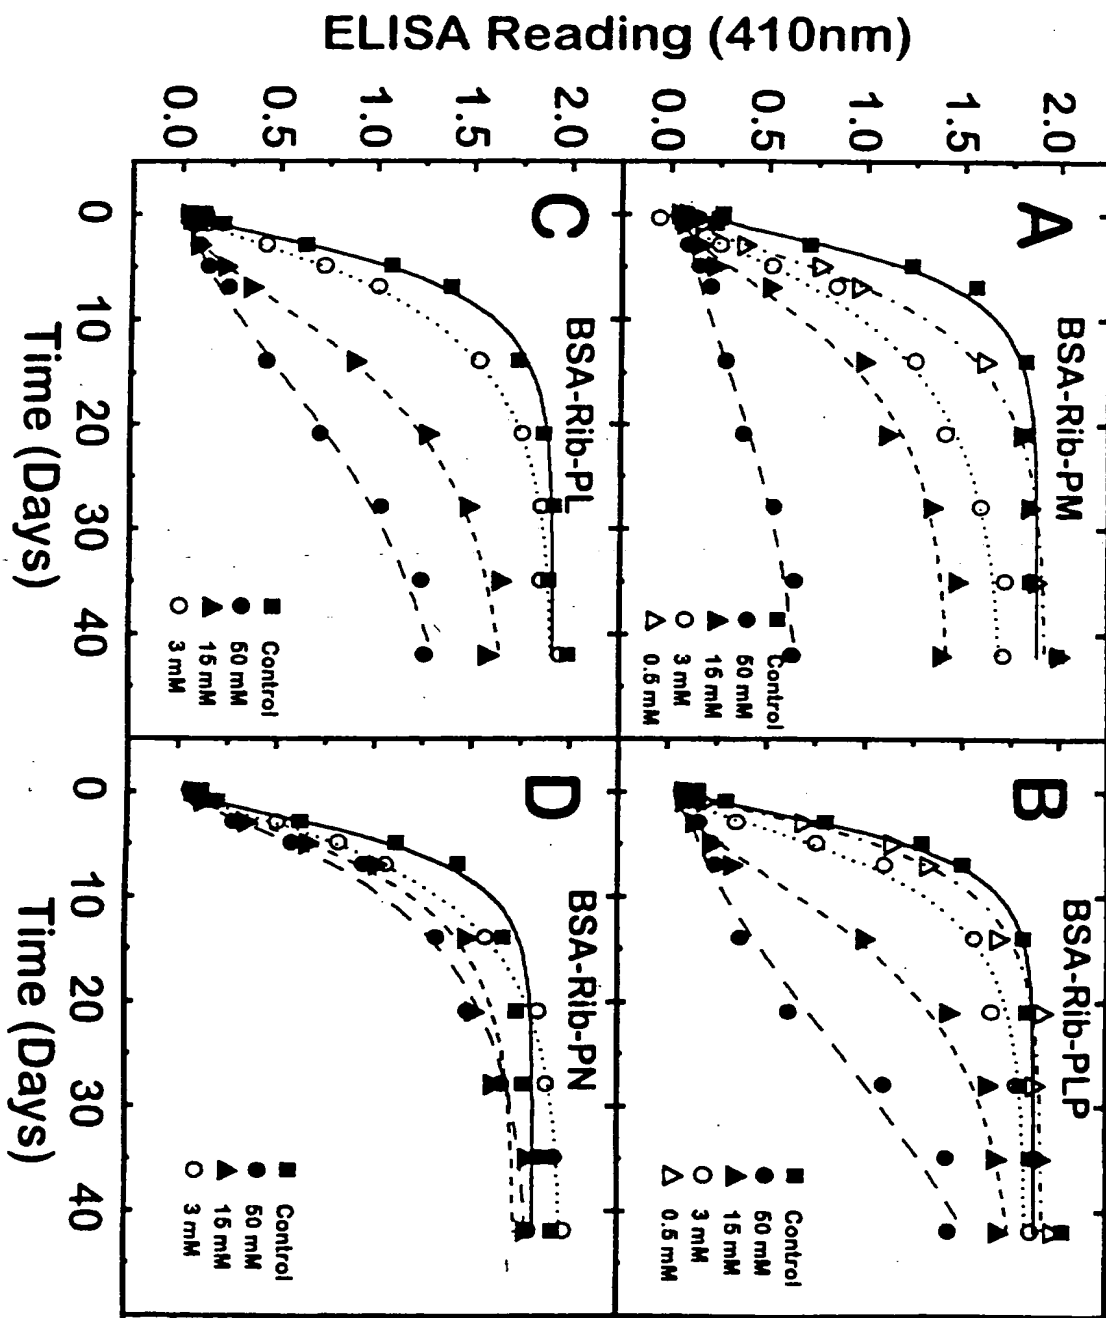 ELISA Reading (410nm)
2.0
1.5
1.0
0.5
0.0
A
BSA-Rib-PM
Control
50 mM
15 mM
3 mM
0.5 mM
B
BSA-Rib-PLP
Control
50 mM
15 mM
3 mM
0.5 mM
2.0
1.5
1.0
0.5
0.0
C
BSA-Rib-PL
Control
50 mM
15 mM
3 mM
D
BSA-Rib-PN
Control
50 mM
15 mM
3 mM
0 10 20 30 40
0 10 20 30 40
Time (Days)
Time (Days)